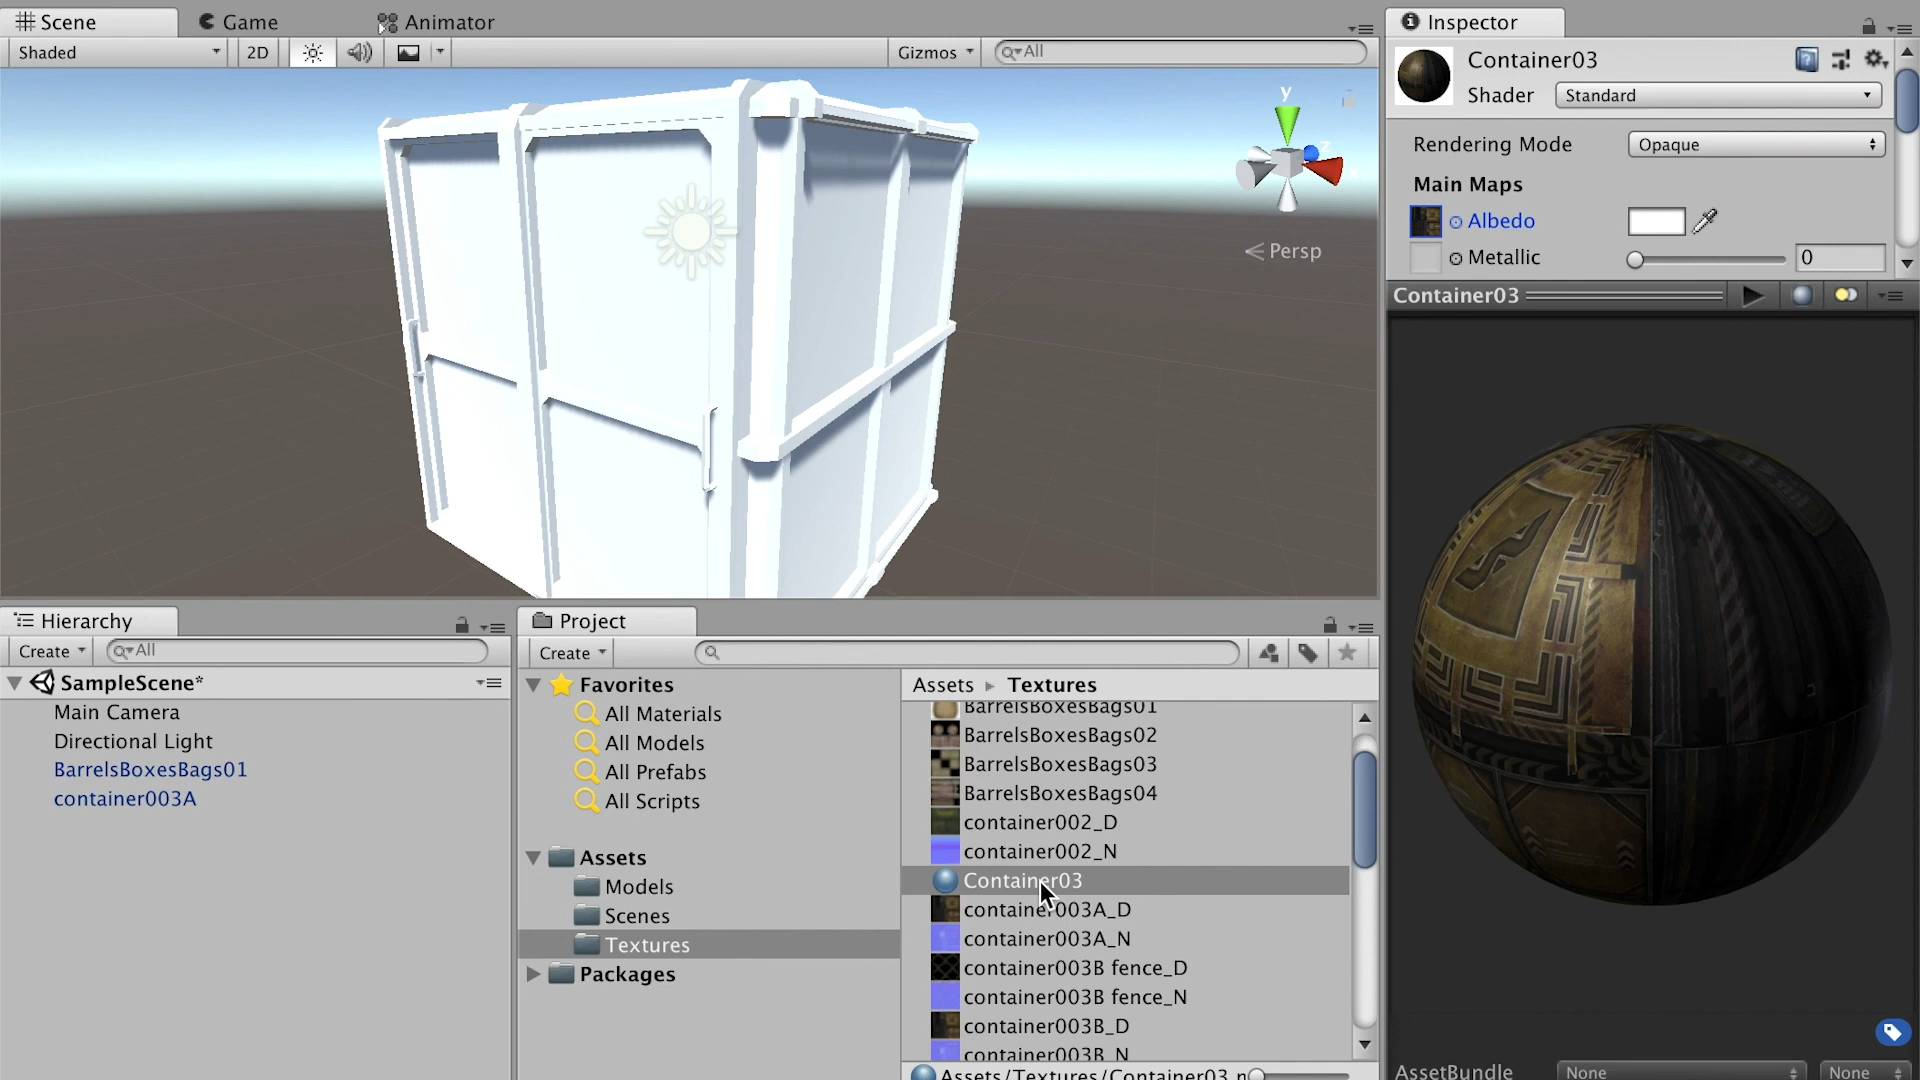 Scene
Game
Animator
Shaded
2D
Gizmos
All
y
z
Persp
Inspector
Container03
Shader
Standard
Rendering Mode
Opaque
Main Maps
Albedo
Metallic
0
Container03
AssetBundle
None
None
Hierarchy
Create
All
SampleScene*
Main Camera
Directional Light
BarrelsBoxesBags01
container003A
Project
Create
Favorites
All Materials
All Models
All Prefabs
All Scripts
Assets
Models
Scenes
Textures
Packages
Assets Textures
BarrelsBoxesBags01
BarrelsBoxesBags02
BarrelsBoxesBags03
BarrelsBoxesBags04
container002_D
container002_N
Container03
container003A_D
container003A_N
container003B fence_D
container003B fence_N
container003B_D
container003B_N
Assets/Textures/Container03